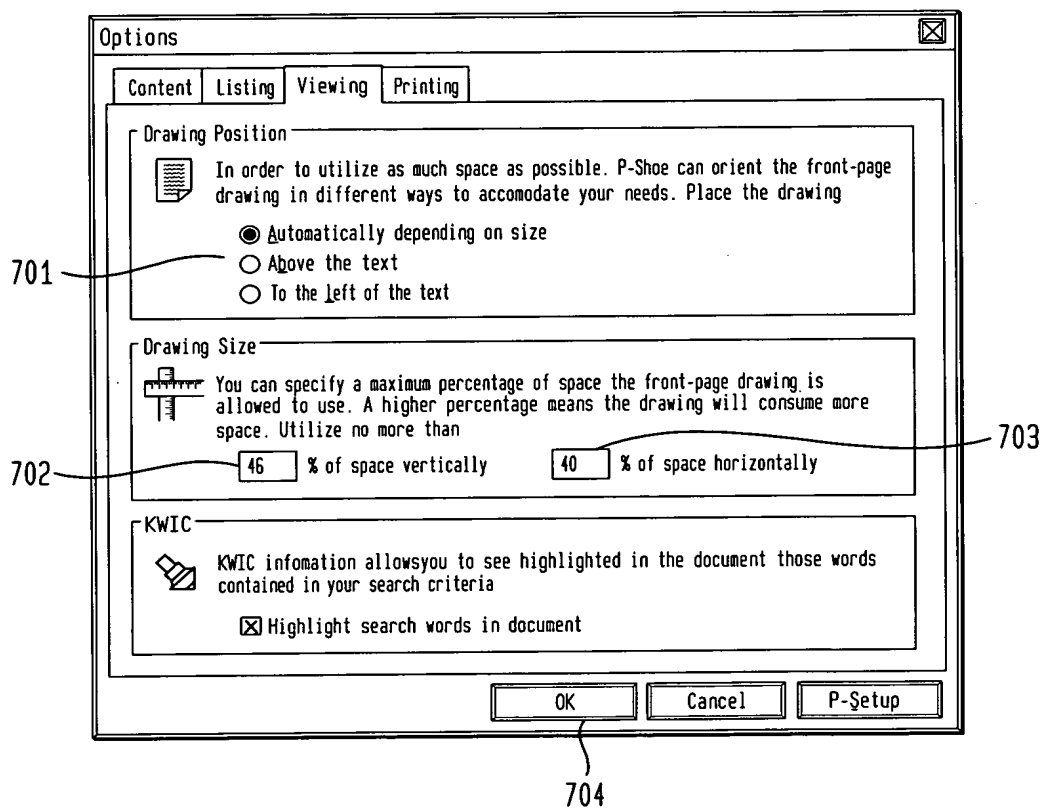 Options
Content Listing Viewing Printing
Drawing Position
In order to utilize as much space as possible. P-Shoe can orient the front-page
drawing in different ways to accomodate your needs. Place the drawing
Automatically depending on size
701
Above the text
To the left of the text
Drawing Size
You can specify a maximum percentage of space the front-page drawing is
allowed to use. A higher percentage means the drawing will consume more
space. Utilize no more than
703
702
46 % of space vertically 40 % of space horizontally
KWIC
KWIC infomation allowsyou to see highlighted in the document those words
contained in your search criteria
Highlight search words in document
OK Cancel P-Setup
704